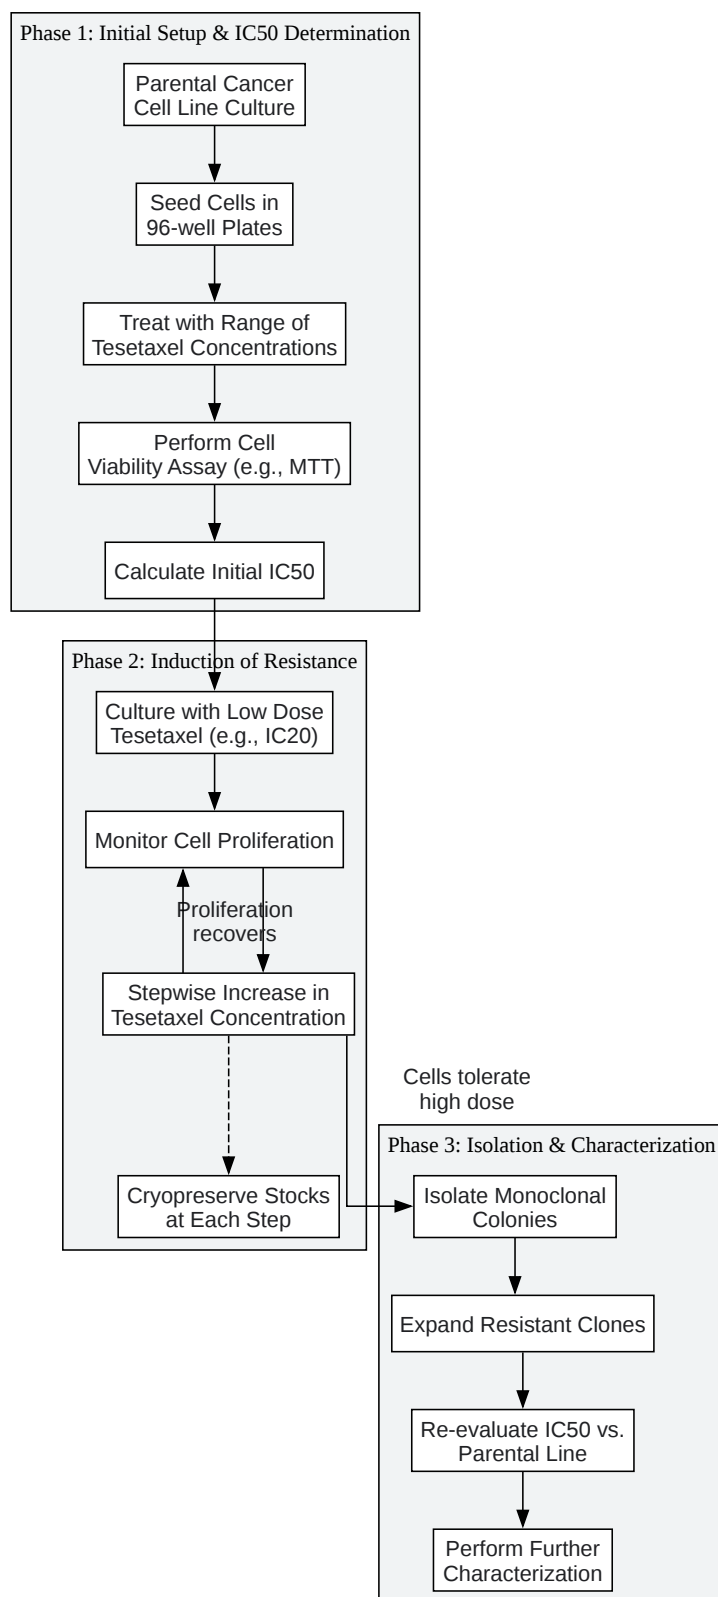 Phase 1: Initial Setup & IC50 Determination
Parental Cancer
Cell Line Culture
Seed Cells in
96-well Plates
Treat with Range of
Tesetaxel Concentrations
Perform Cell
Viability Assay (e.g., MTT)
Calculate Initial IC50
Phase 2: Induction of Resistance
Culture with Low Dose
Tesetaxel (e.g., IC20)
Monitor Cell Proliferation
Proliferation
recovers
Stepwise Increase in
Tesetaxel Concentration
Cells tolerate
high dose
Cryopreserve Stocks
at Each Step
Phase 3: Isolation & Characterization
Isolate Monoclonal
Colonies
Expand Resistant Clones
Re-evaluate IC50 vs.
Parental Line
Perform Further
Characterization